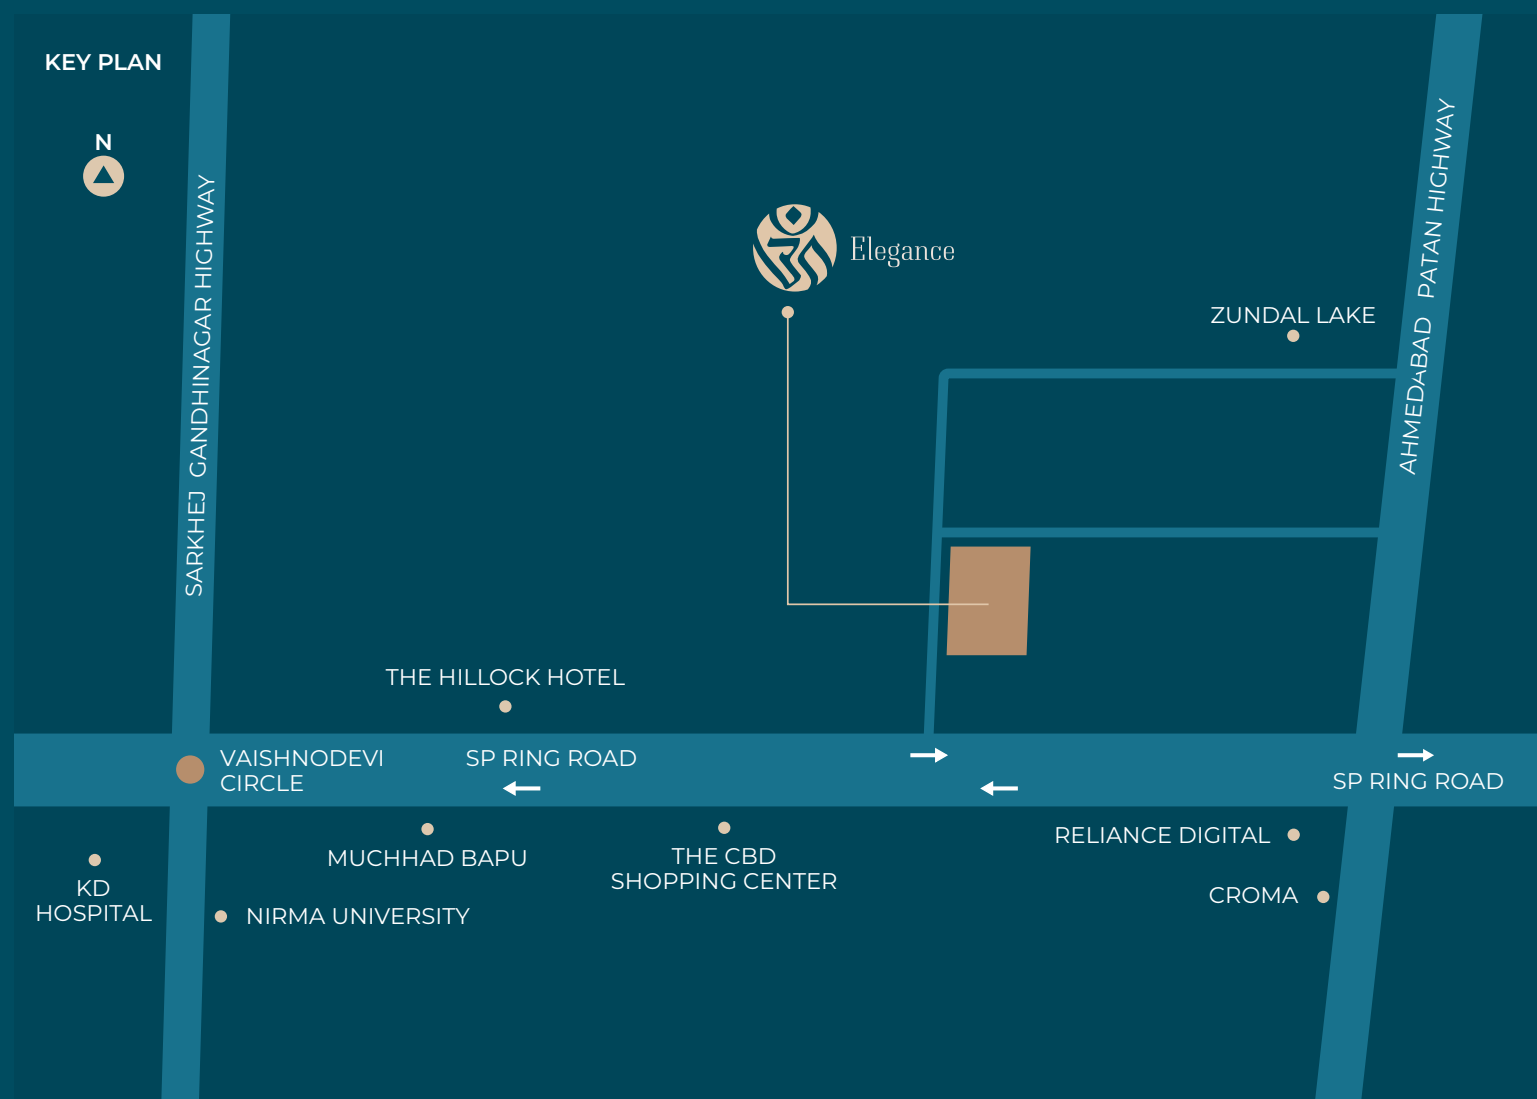 KEY PLAN
N
SARKHEJ GANDHINAGAR HIGHWAY
AHMEDABAD PATAN HIGHWAY
Elegance
ZUNDAL LAKE
THE HILLOCK HOTEL
VAISHNODEVI
CIRCLE
SP RING ROAD
SP RING ROAD
RELIANCE DIGITAL
MUCHHAD BAPU
THE CBD
SHOPPING CENTER
KD
HOSPITAL
CROMA
NIRMA UNIVERSITY